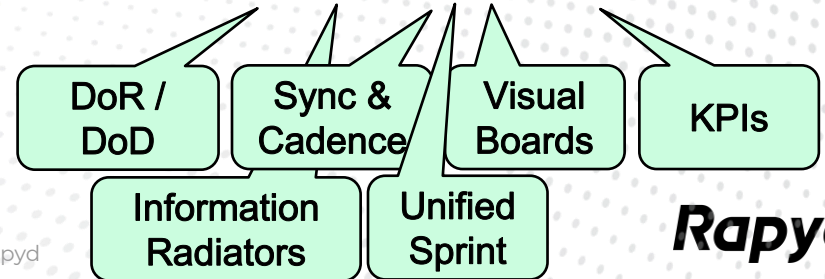 DoR /
DoD
Sync &
Cadence
Visual
Boards
KPIs
Information
Radiators
Unified
Sprint
pyd
Rapy